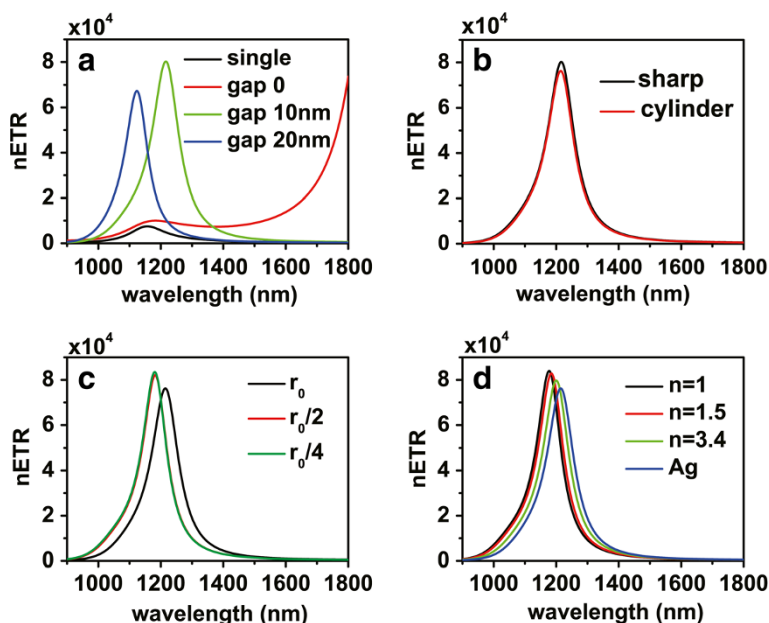 x10⁴
a
single
gap 0
gap 10nm
gap 20nm
nETR
8
6
4
2
0
1000 1200 1400 1600 1800
wavelength (nm)
x10⁴
b
sharp
cylinder
nETR
8
6
4
2
0
1000 1200 1400 1600 1800
wavelength (nm)
x10⁴
c
r₀
r₀/2
r₀/4
nETR
8
6
4
2
0
1000 1200 1400 1600 1800
wavelength (nm)
x10⁴
d
n=1
n=1.5
n=3.4
Ag
nETR
8
6
4
2
0
1000 1200 1400 1600 1800
wavelength (nm)